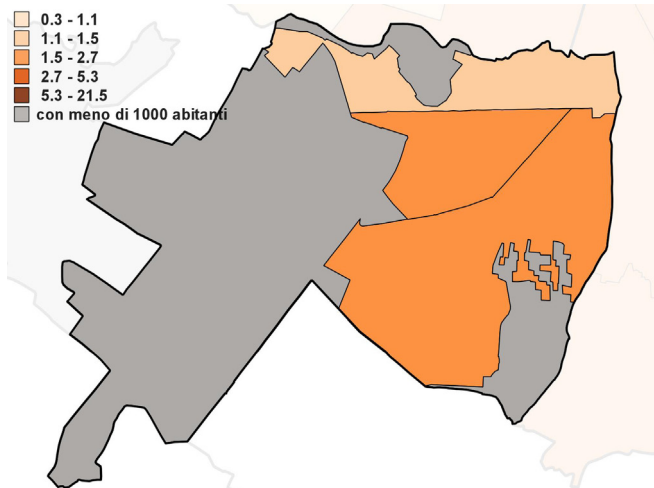 0.3 - 1.1
1.1 - 1.5
1.5 - 2.7
2.7 - 5.3
5.3 - 21.5
con meno di 1000 abitanti